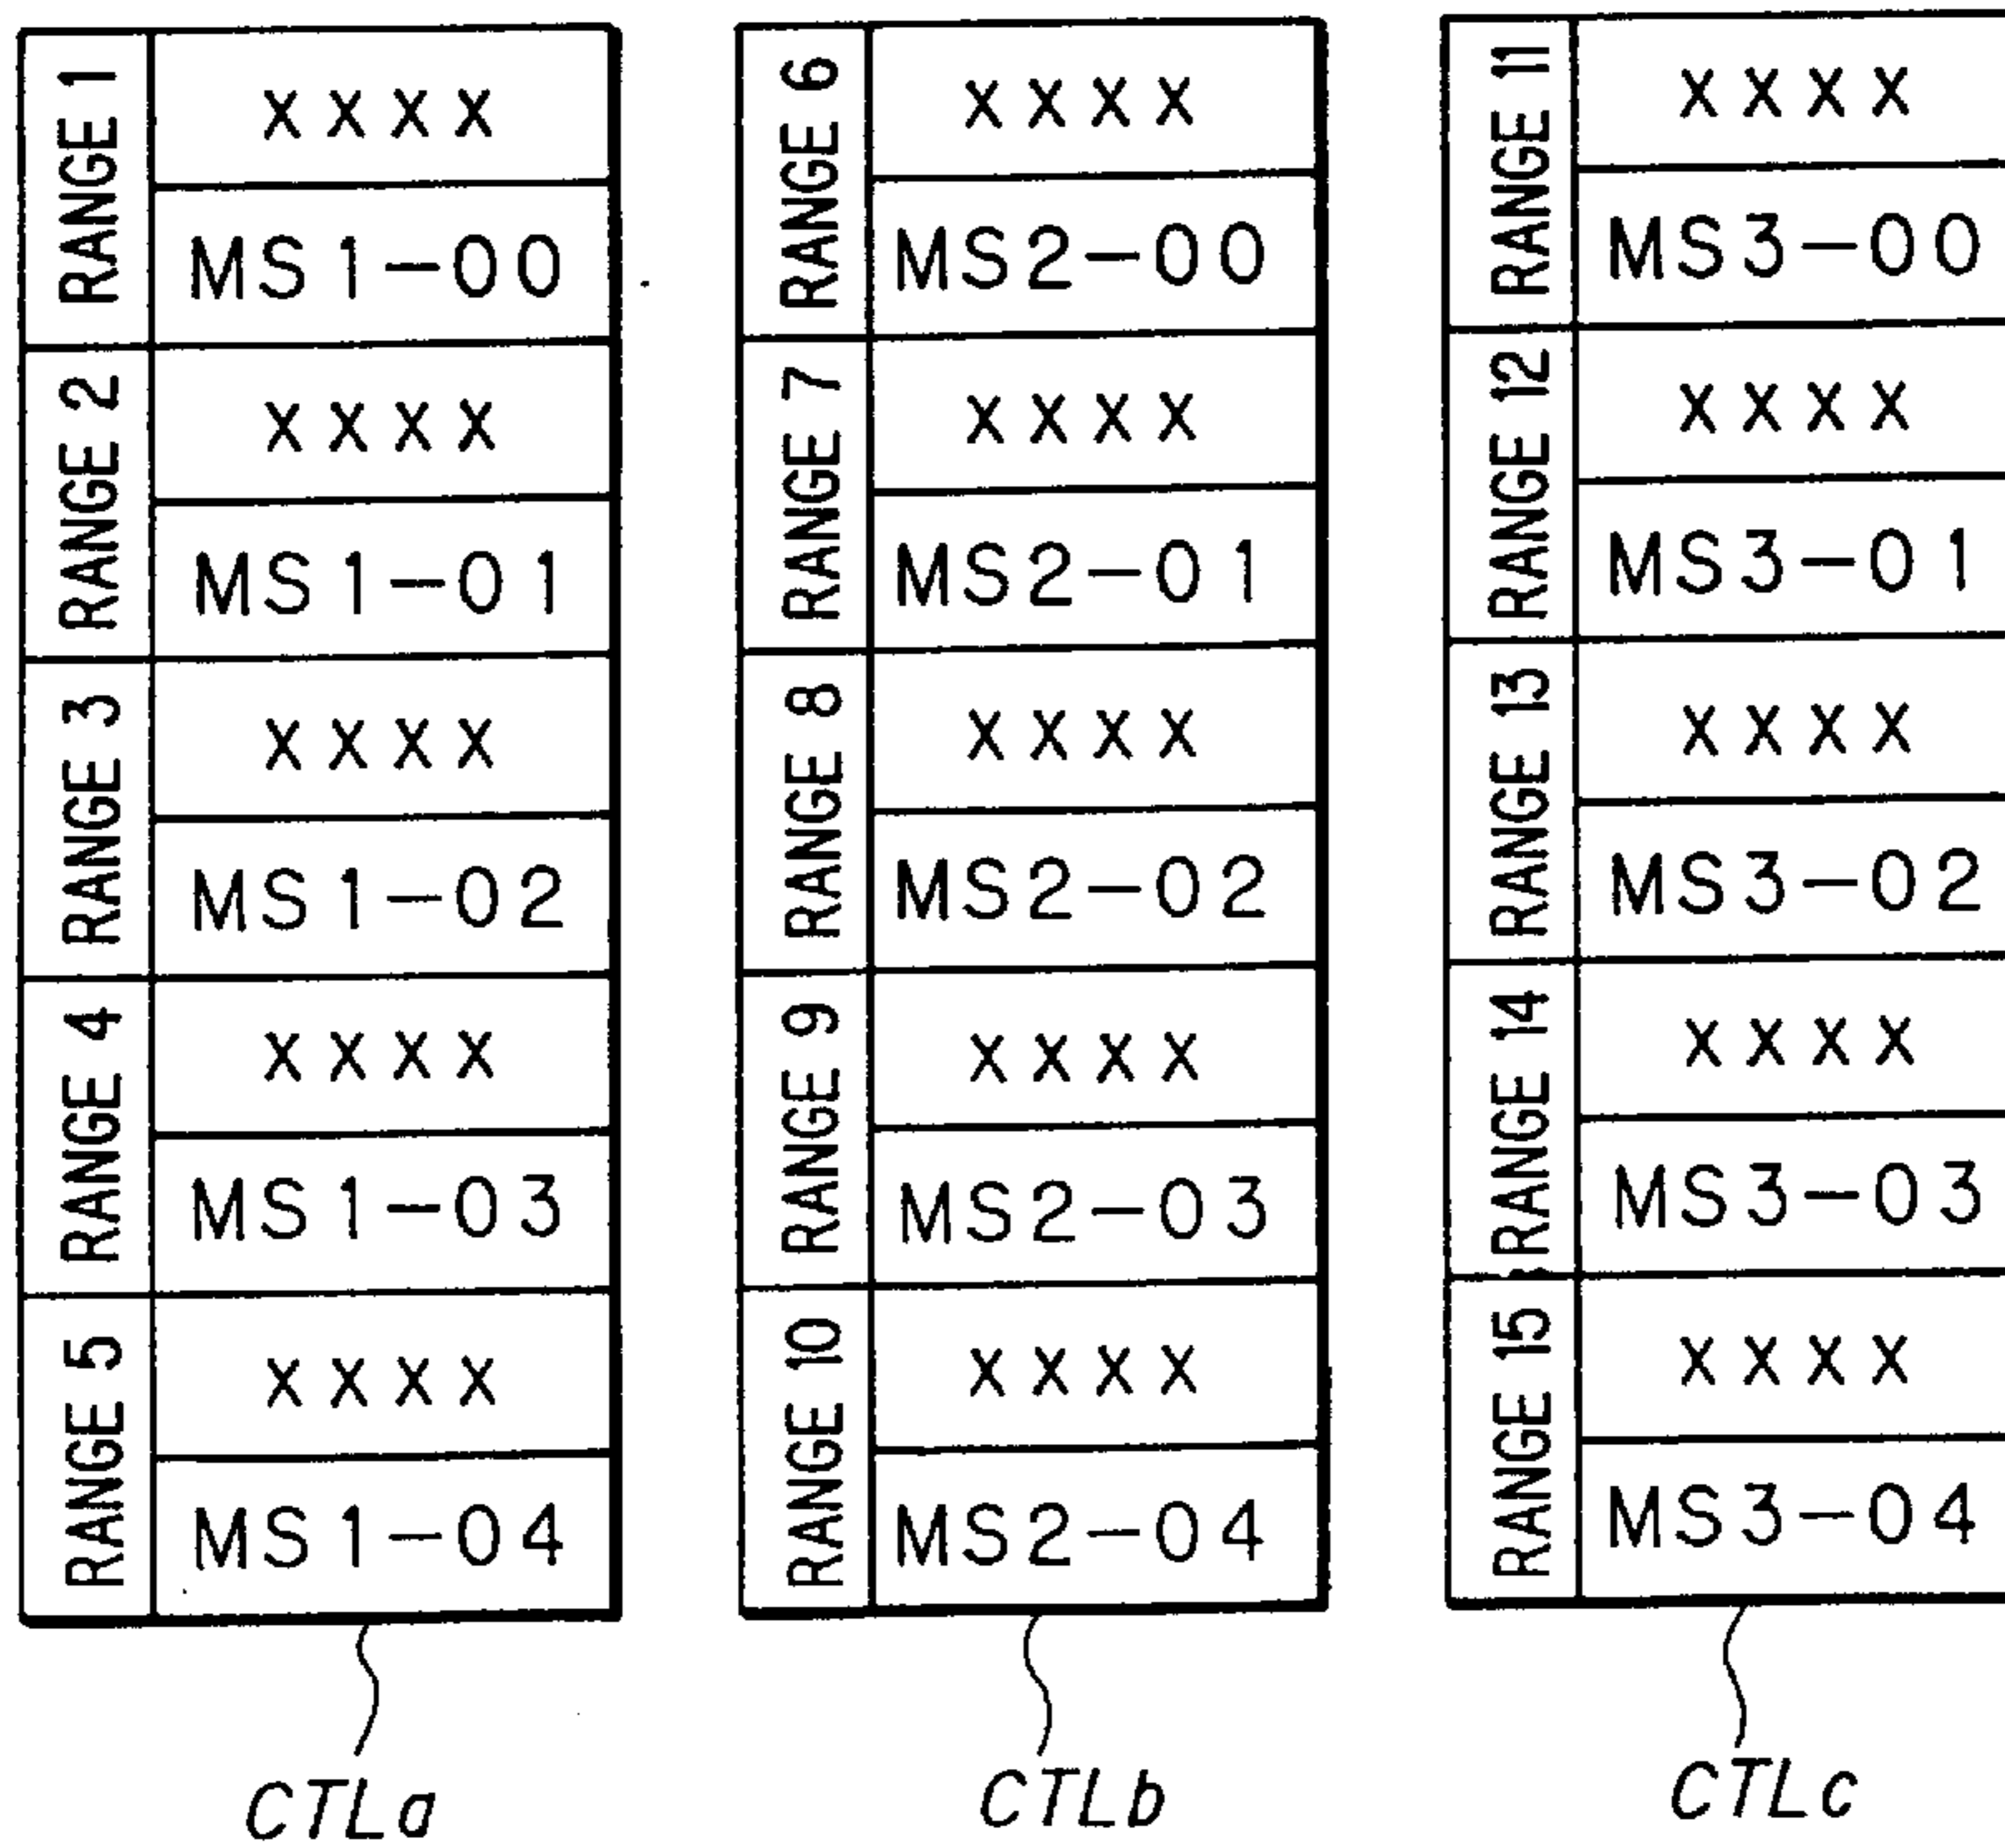 RANGE 1
XXXX
MS1-00
RANGE 2
XXXX
MS1-01
RANGE 3
XXXX
MS1-02
RANGE 4
XXXX
MS1-03
RANGE 5
XXXX
MS1-04
CTLa
RANGE 6
XXXX
MS2-00
RANGE 7
XXXX
MS2-01
RANGE 8
XXXX
MS2-02
RANGE 9
XXXX
MS2-03
RANGE 10
XXXX
MS2-04
CTLb
RANGE 11
XXXX
MS3-00
RANGE 12
XXXX
MS3-01
RANGE 13
XXXX
MS3-02
RANGE 14
XXXX
MS3-03
RANGE 15
XXXX
MS3-04
CTLc